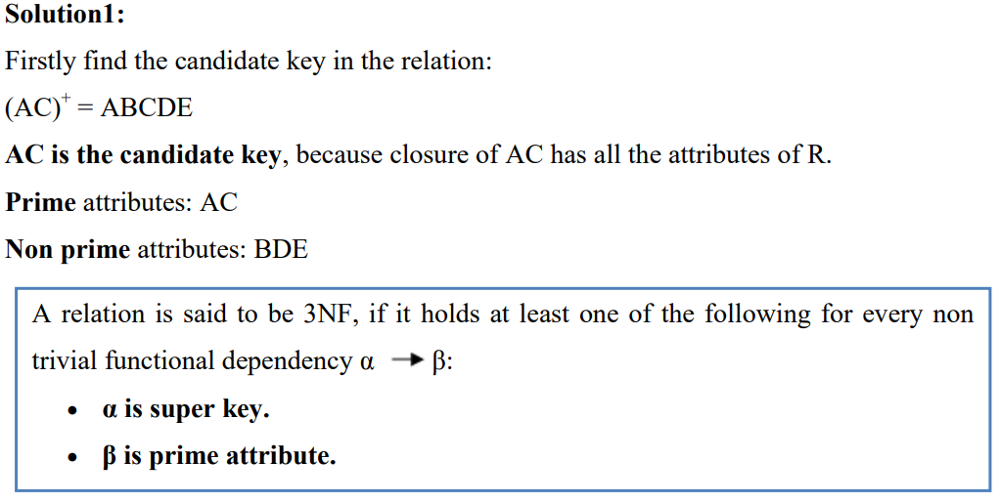 Solution1:
Firstly find the candidate key in the relation:
(AC)⁺ = ABCDE
AC is the candidate key, because closure of AC has all the attributes of R.
Prime attributes: AC
Non prime attributes: BDE
A relation is said to be 3NF, if it holds at least one of the following for every non
trivial functional dependency α → β:
• α is super key.
• β is prime attribute.